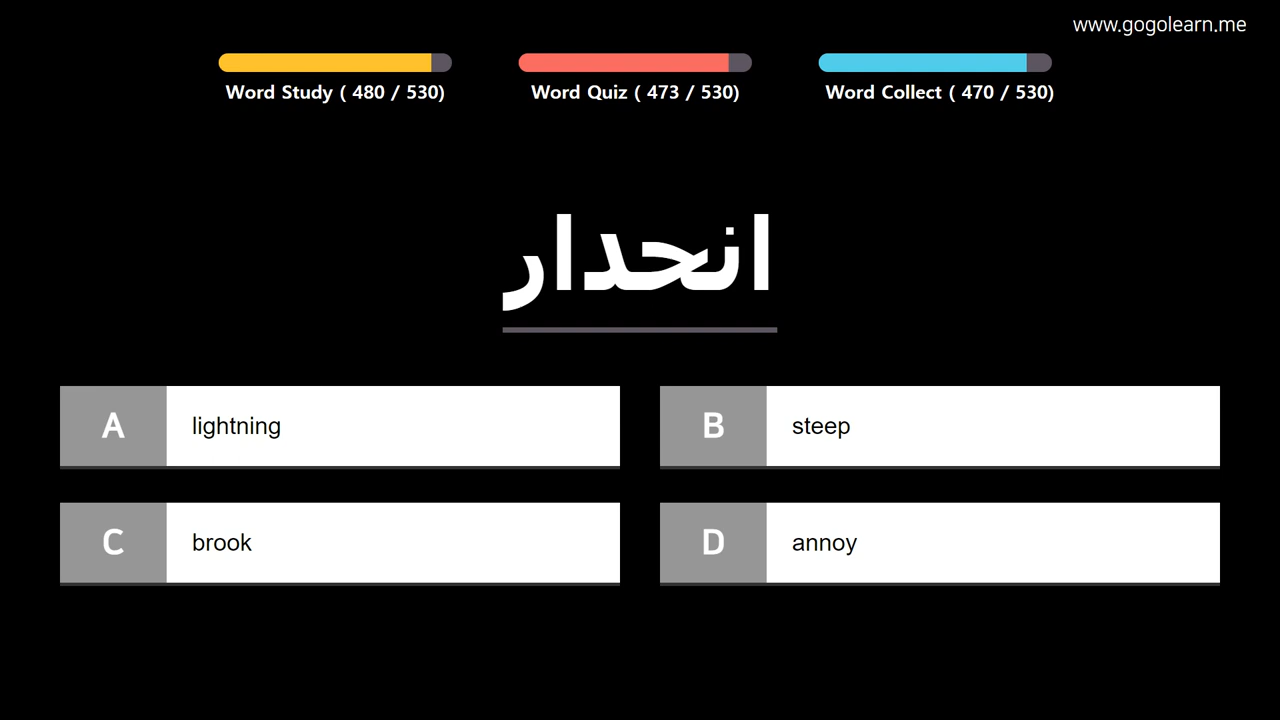 www.gogolearn.me
Word Study ( 480 / 530)
Word Quiz ( 473 / 530)
Word Collect ( 470 / 530)
انحدار
A lightning
B steep
C brook
D annoy